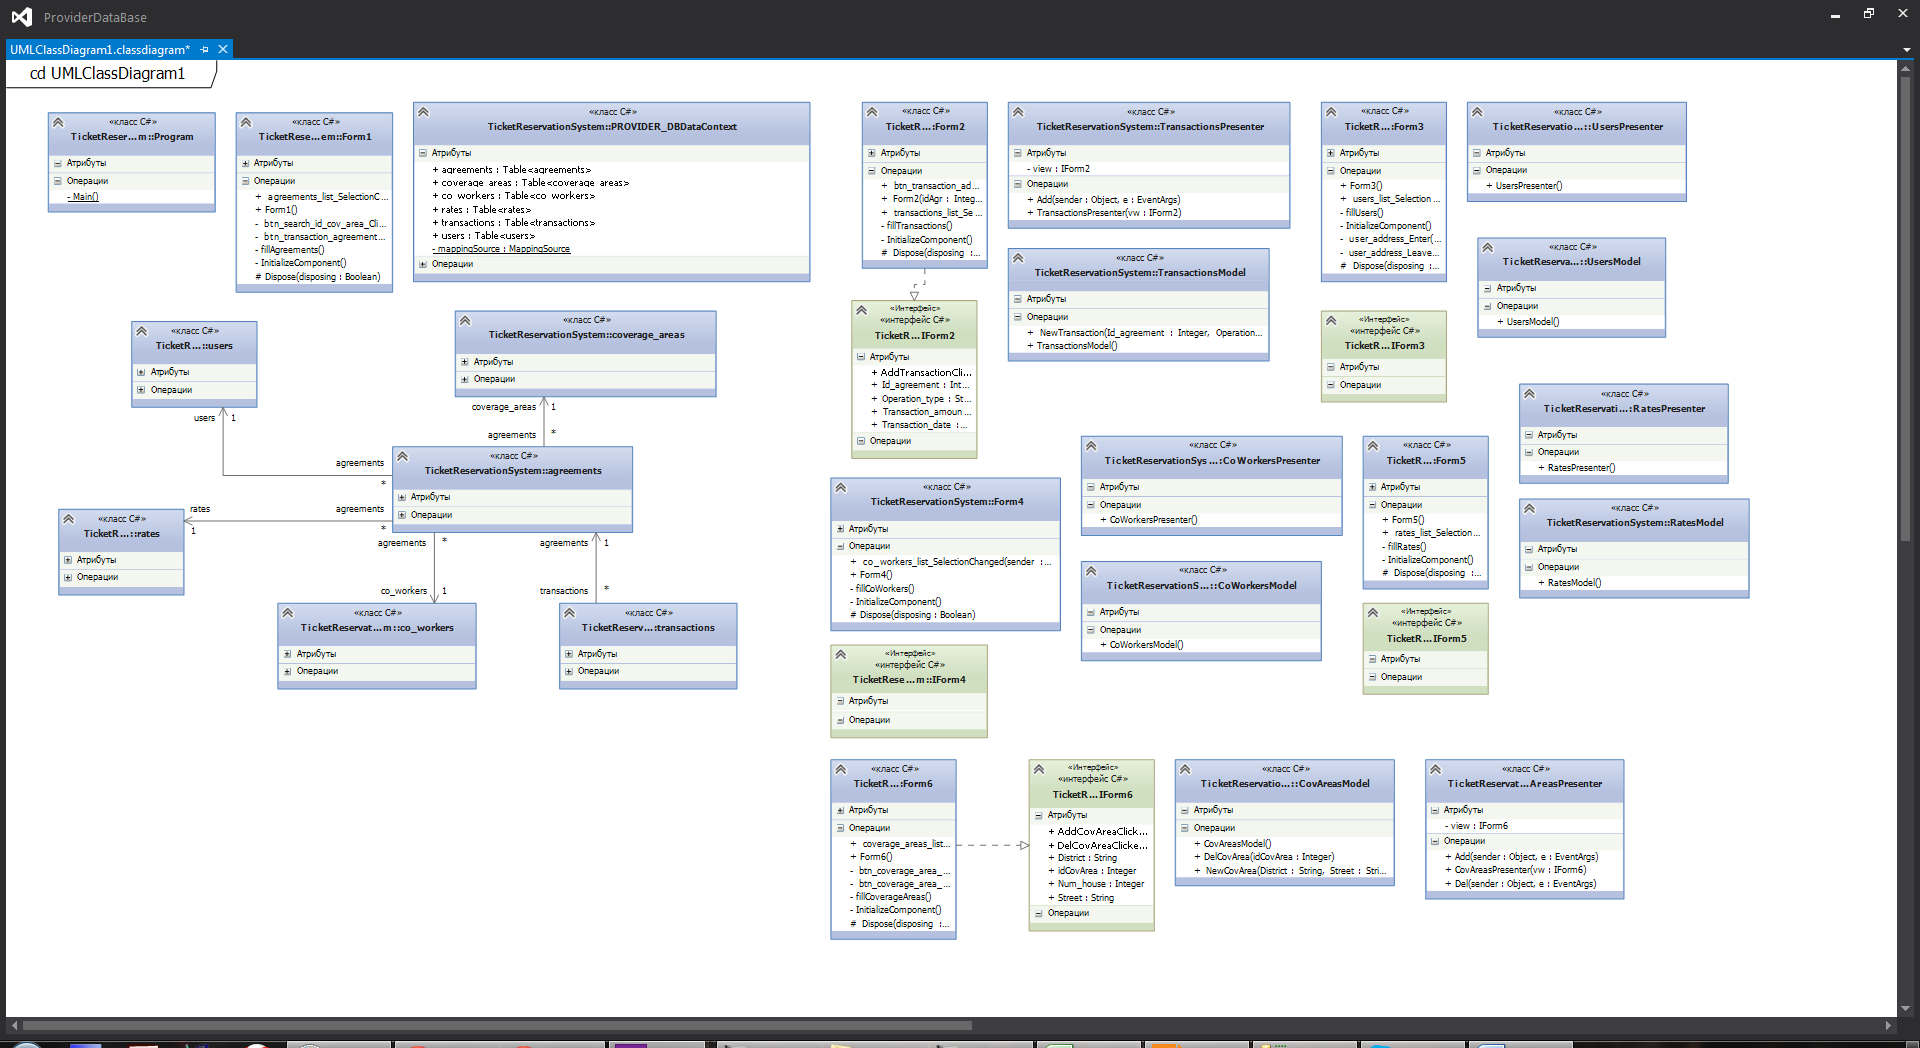 ProviderDataBase
UMLClassDiagram1.classdiagram*
cd UMLClassDiagram1
«класс C#»
TicketReser...m::Program
Атрибуты
Операции
- Main()
«класс C#»
TicketRese...em::Form1
Атрибуты
Операции
+ agreements_list_SelectionC...
+ Form1()
- btn_search_id_cov_area_Cli...
- btn_transaction_agreement...
- fillAgreements()
- InitializeComponent()
# Dispose(disposing : Boolean)
«класс C#»
TicketReservationSystem::PROVIDER_DBDataContext
Атрибуты
+ agreements : Table<agreements>
+ coverage_areas : Table<coverage_areas>
+ co_workers : Table<co_workers>
+ rates : Table<rates>
+ transactions : Table<transactions>
+ users : Table<users>
- mappingSource : MappingSource
Операции
«класс C#»
TicketR...:Form2
Атрибуты
Операции
+ btn_transaction_ad...
+ Form2(idAgr : Integ...
+ transactions_list_Se...
- fillTransactions()
- InitializeComponent()
# Dispose(disposing :...
«класс C#»
TicketReservationSystem::TransactionsPresenter
Атрибуты
- view : IForm2
Операции
+ Add(sender : Object, e : EventArgs)
+ TransactionsPresenter(vw : IForm2)
«класс C#»
TicketR...:Form3
Атрибуты
Операции
+ Form3()
+ users_list_Selection...
- fillUsers()
- InitializeComponent()
- user_address_Enter(...
- user_address_Leave...
# Dispose(disposing :...
«класс C#»
TicketReservatio...::UsersPresenter
Атрибуты
Операции
+ UsersPresenter()
«класс C#»
TicketReservationSystem::TransactionsModel
Атрибуты
Операции
+ NewTransaction(Id_agreement : Integer, Operation...
+ TransactionsModel()
«класс C#»
TicketReserva...::UsersModel
Атрибуты
Операции
+ UsersModel()
«Интерфейс»
«интерфейс C#»
TicketR...IForm2
Атрибуты
+ AddTransactionCli...
+ Id_agreement : Int...
+ Operation_type : St...
+ Transaction_amoun...
+ Transaction_date :...
Операции
«Интерфейс»
«интерфейс C#»
TicketR...IForm3
Атрибуты
Операции
«класс C#»
TicketR...::users
Атрибуты
Операции
«класс C#»
TicketReservationSystem::coverage_areas
Атрибуты
Операции
users 1
coverage_areas 1
agreements *
agreements
*
«класс C#»
TicketReservationSystem::agreements
Атрибуты
Операции
rates
1
agreements
*
«класс C#»
TicketR...::rates
Атрибуты
Операции
agreements *
co_workers 1
agreements 1
transactions *
«класс C#»
TicketReservat...m::co_workers
Атрибуты
Операции
«класс C#»
TicketReserv...:transactions
Атрибуты
Операции
«класс C#»
TicketReservati...::RatesPresenter
Атрибуты
Операции
+ RatesPresenter()
«класс C#»
TicketReservationSys...:CoWorkersPresenter
Атрибуты
Операции
+ CoWorkersPresenter()
«класс C#»
TicketR...:Form5
Атрибуты
Операции
+ Form5()
+ rates_list_Selection...
- fillRates()
- InitializeComponent()
# Dispose(disposing :...
«класс C#»
TicketReservationSystem::Form4
Атрибуты
Операции
+ co_workers_list_SelectionChanged(sender :...
+ Form4()
- fillCoWorkers()
- InitializeComponent()
# Dispose(disposing : Boolean)
«класс C#»
TicketReservationSystem::RatesModel
Атрибуты
Операции
+ RatesModel()
«класс C#»
TicketReservationS...:CoWorkersModel
Атрибуты
Операции
+ CoWorkersModel()
«Интерфейс»
«интерфейс C#»
TicketR...IForm5
Атрибуты
Операции
«Интерфейс»
«интерфейс C#»
TicketRese...m::IForm4
Атрибуты
Операции
«класс C#»
TicketR...:Form6
Атрибуты
Операции
+ coverage_areas_list...
+ Form6()
- btn_coverage_area_...
- btn_coverage_area_...
- fillCoverageAreas()
- InitializeComponent()
# Dispose(disposing :...
«Интерфейс»
«интерфейс C#»
TicketR...IForm6
Атрибуты
+ AddCovAreaClick...
+ DelCovAreaClicke...
+ District : String
+ idCovArea : Integer
+ Num_house : Integer
+ Street : String
Операции
«класс C#»
TicketReservatio...::CovAreasModel
Атрибуты
Операции
+ CovAreasModel()
+ DelCovArea(idCovArea : Integer)
+ NewCovArea(District : String, Street : Stri...
«класс C#»
TicketReservat...AreasPresenter
Атрибуты
- view : IForm6
Операции
+ Add(sender : Object, e : EventArgs)
+ CovAreasPresenter(vw : IForm6)
+ Del(sender : Object, e : EventArgs)